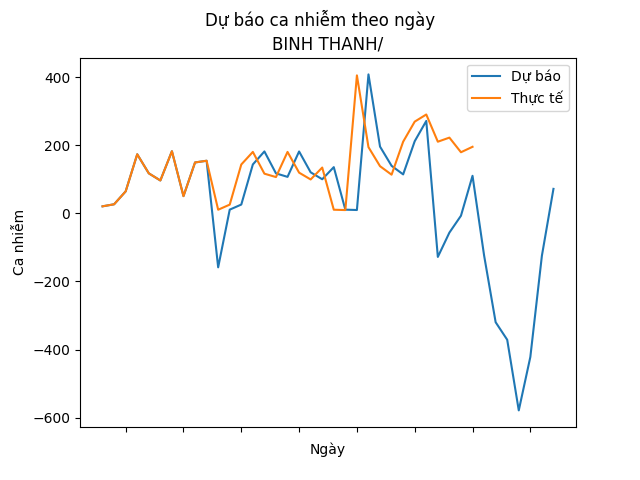 Dự báo ca nhiễm theo ngày
BINH THANH/
Dự báo
Thực tế
400
200
0
−200
−400
−600
Ca nhiễm
Ngày